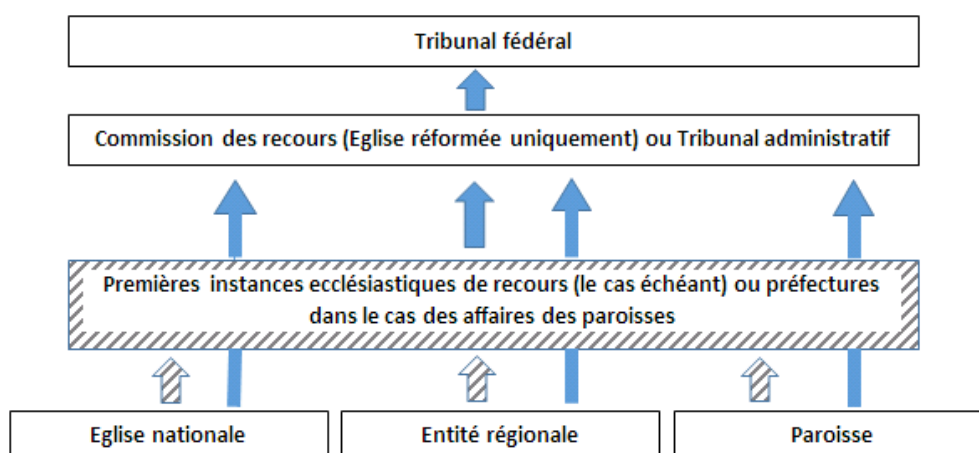 Tribunal fédéral
Commission des recours (Eglise réformée uniquement) ou Tribunal administratif
Premières instances ecclésiastiques de recours (le cas échéant) ou préfectures
dans le cas des affaires des paroisses
Eglise nationale
Entité régionale
Paroisse